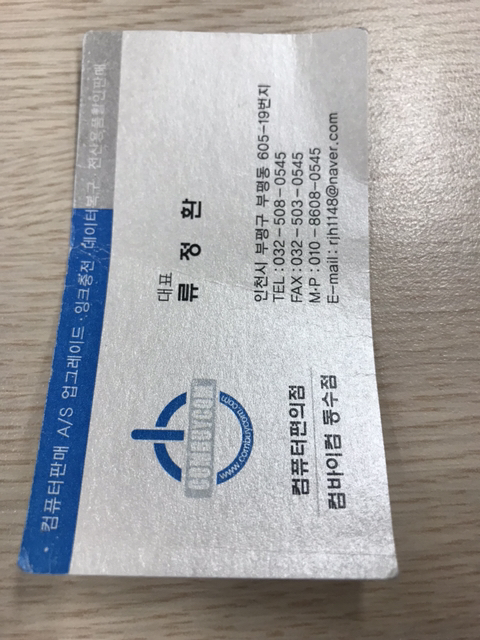 · 컴퓨터판매 A/S 업그레이드 · 잉크충전 · 데이터복구 · 전산용품할인판매
COMBUYCOM
www.combuycom.com
컴퓨터편의점
컴바이컴 동수점
대표
류 정 환
인천시 부평구 부평동 605-19번지
TEL : 032-508-0545
FAX : 032-503-0545
M·P : 010-8608-0545
E-mail : rjh1148@naver.com